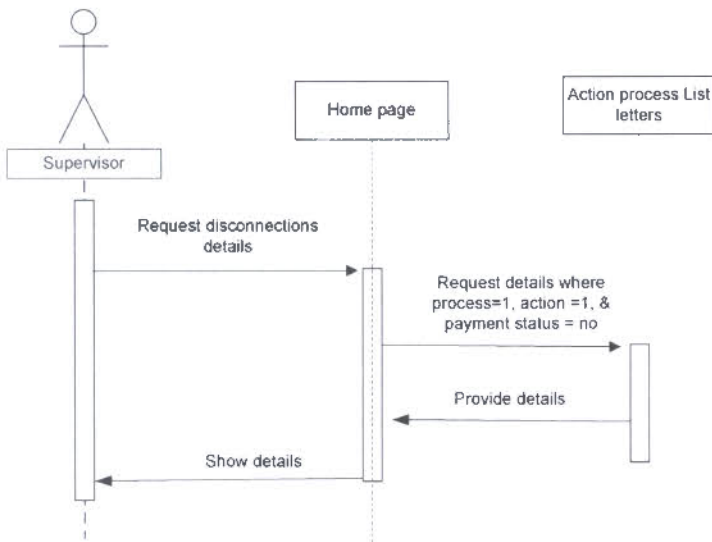 Home page
Action process List
letters
Supervisor
Request disconnections
details
Request details where
process=1, action =1, &
payment status = no
Provide details
Show details